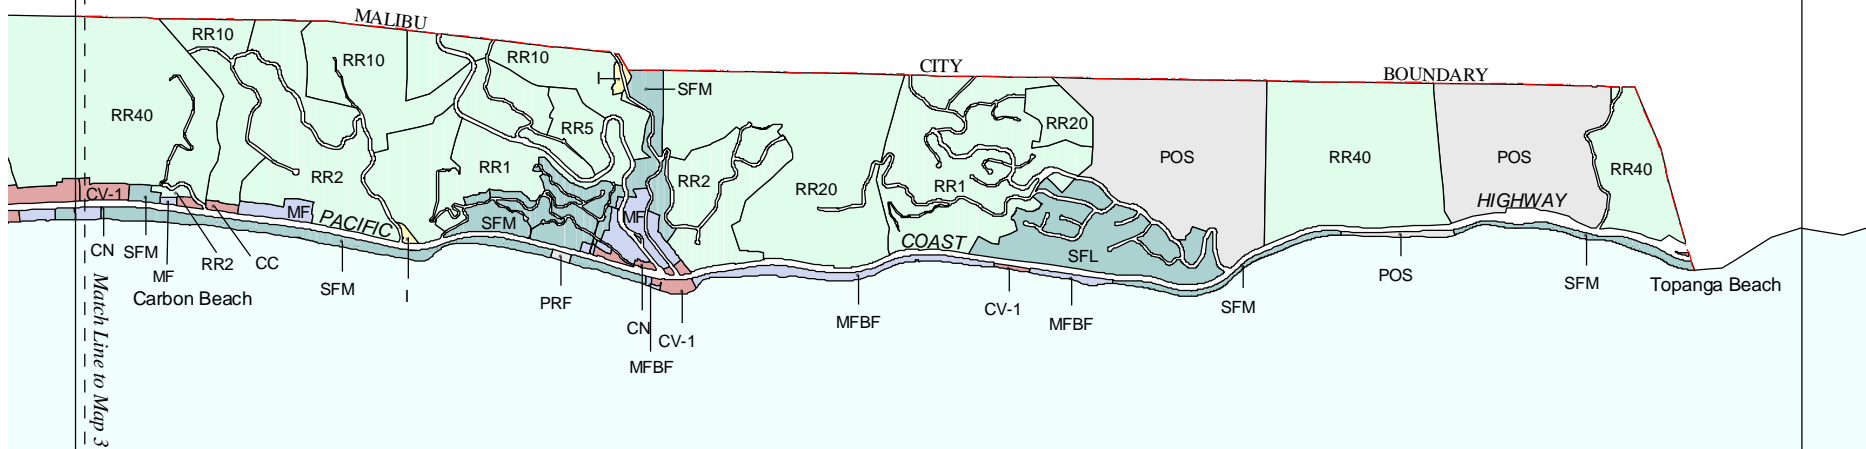 MALIBU
CITY
BOUNDARY
RR10
RR10
RR10
I
SFM
RR40
RR5
RR20
POS
RR40
POS
RR40
RR1
RR2
RR2
RR20
RR1
CV-1
MF
PACIFIC
SFM
MF
COAST
SFL
HIGHWAY
CN
SFM
MF
RR2
CC
SFM
I
PRF
CN
MFBF
CV-1
MFBF
CV-1
MFBF
SFM
POS
SFM
Carbon Beach
Topanga Beach
Match Line to Map 3